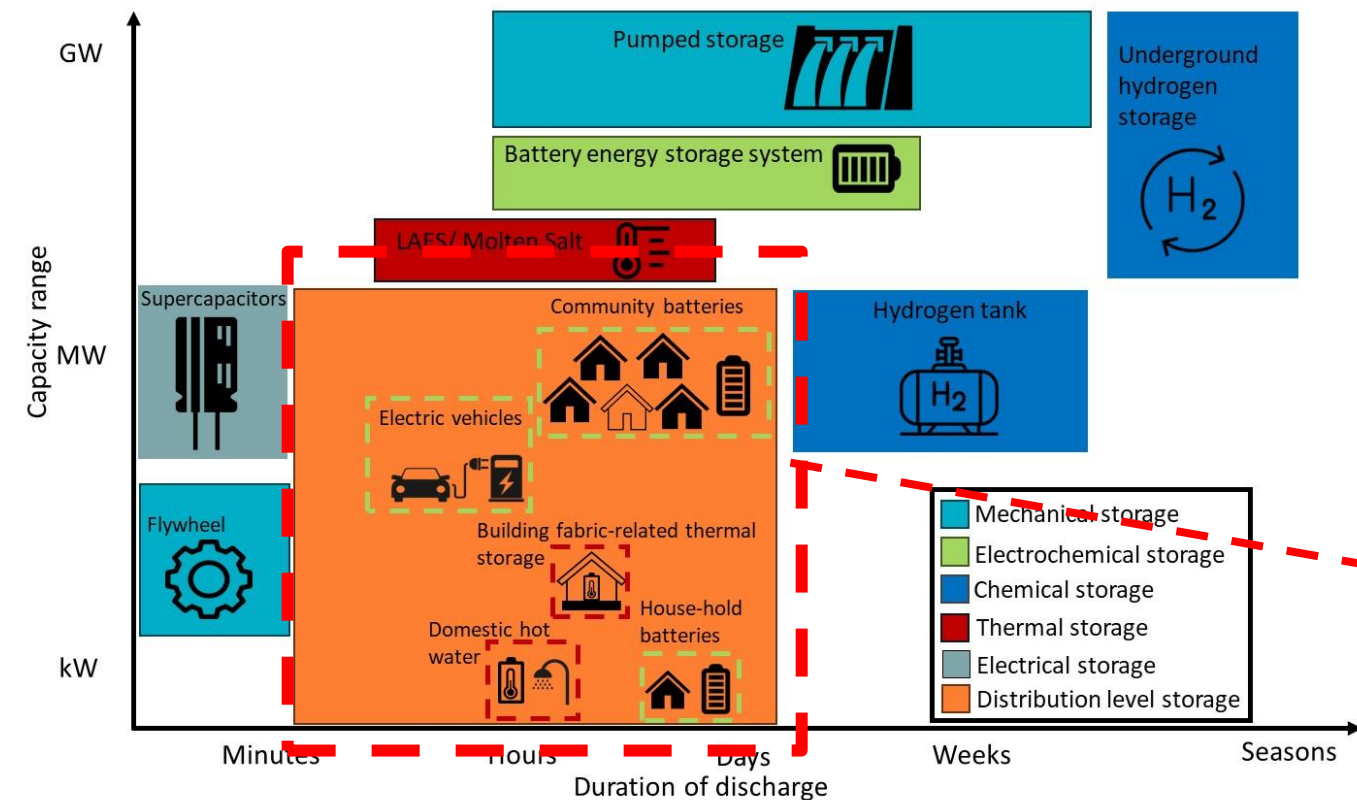 GW
Pumped storage
Underground
hydrogen
storage
H2
Battery energy storage system
LAES/ Molten Salt
Capacity range
Supercapacitors
Community batteries
Hydrogen tank
H2
MW
Electric vehicles
Flywheel
Building fabric-related thermal
storage
House-hold
batteries
Domestic hot
water
kW
Mechanical storage
Electrochemical storage
Chemical storage
Thermal storage
Electrical storage
Distribution level storage
Minutes
Hours
Days
Weeks
Seasons
Duration of discharge